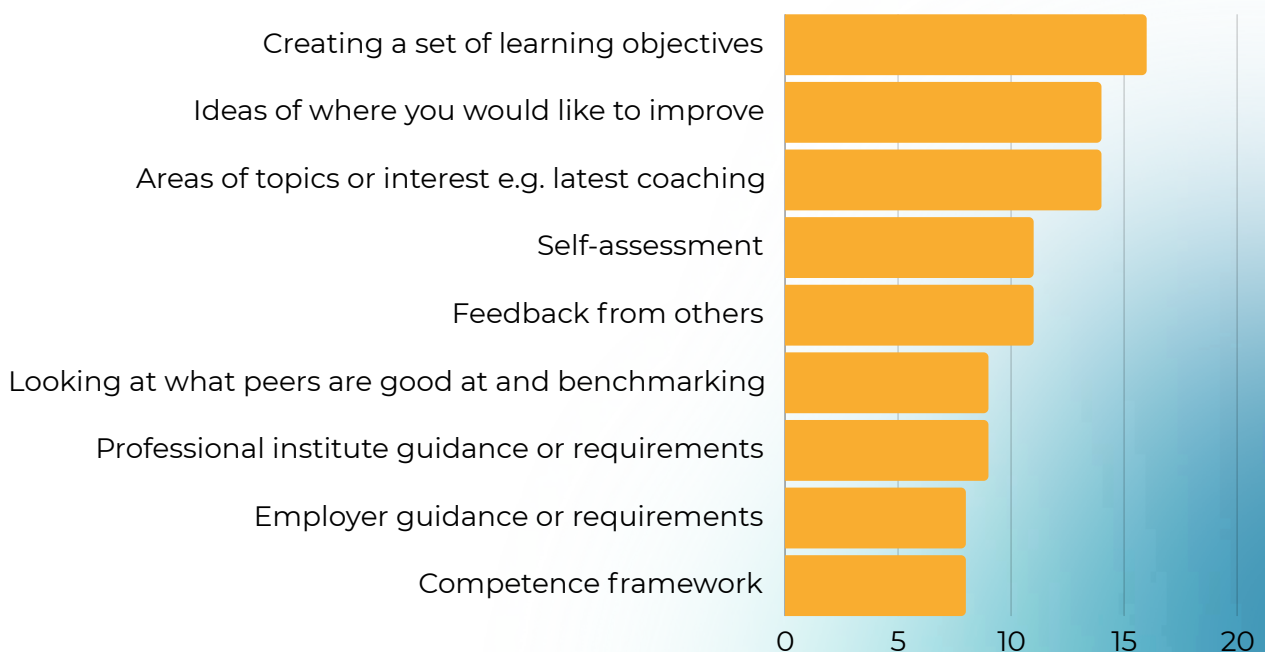 Creating a set of learning objectives
Ideas of where you would like to improve
Areas of topics or interest e.g. latest coaching
Self-assessment
Feedback from others
Looking at what peers are good at and benchmarking
Professional institute guidance or requirements
Employer guidance or requirements
Competence framework
0 5 10 15 20